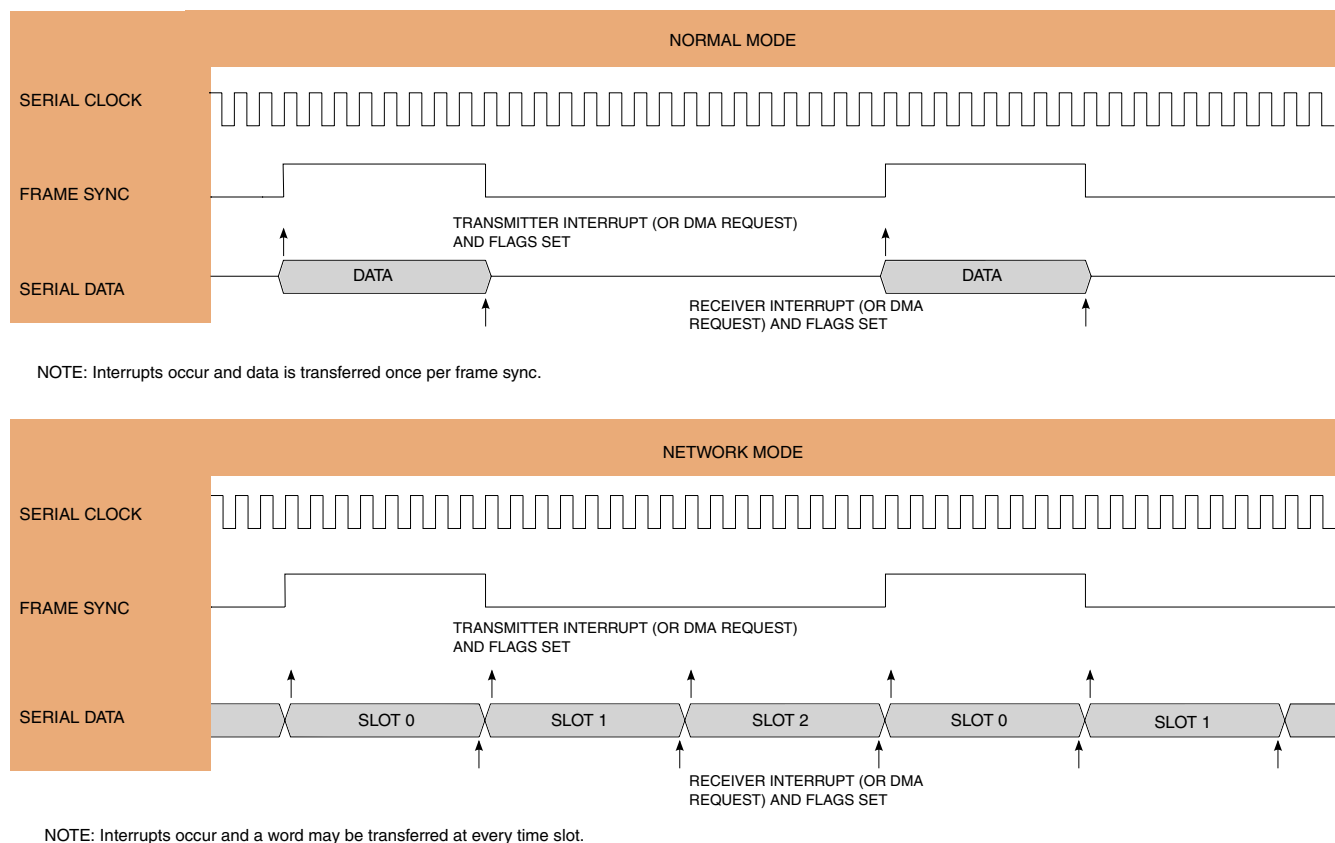 NORMAL MODE
SERIAL CLOCK
FRAME SYNC
TRANSMITTER INTERRUPT (OR DMA REQUEST)
AND FLAGS SET
SERIAL DATA
DATA
DATA
RECEIVER INTERRUPT (OR DMA
REQUEST) AND FLAGS SET
NOTE: Interrupts occur and data is transferred once per frame sync.
NETWORK MODE
SERIAL CLOCK
FRAME SYNC
TRANSMITTER INTERRUPT (OR DMA REQUEST)
AND FLAGS SET
SERIAL DATA
SLOT 0
SLOT 1
SLOT 2
SLOT 0
SLOT 1
RECEIVER INTERRUPT (OR DMA
REQUEST) AND FLAGS SET
NOTE: Interrupts occur and a word may be transferred at every time slot.